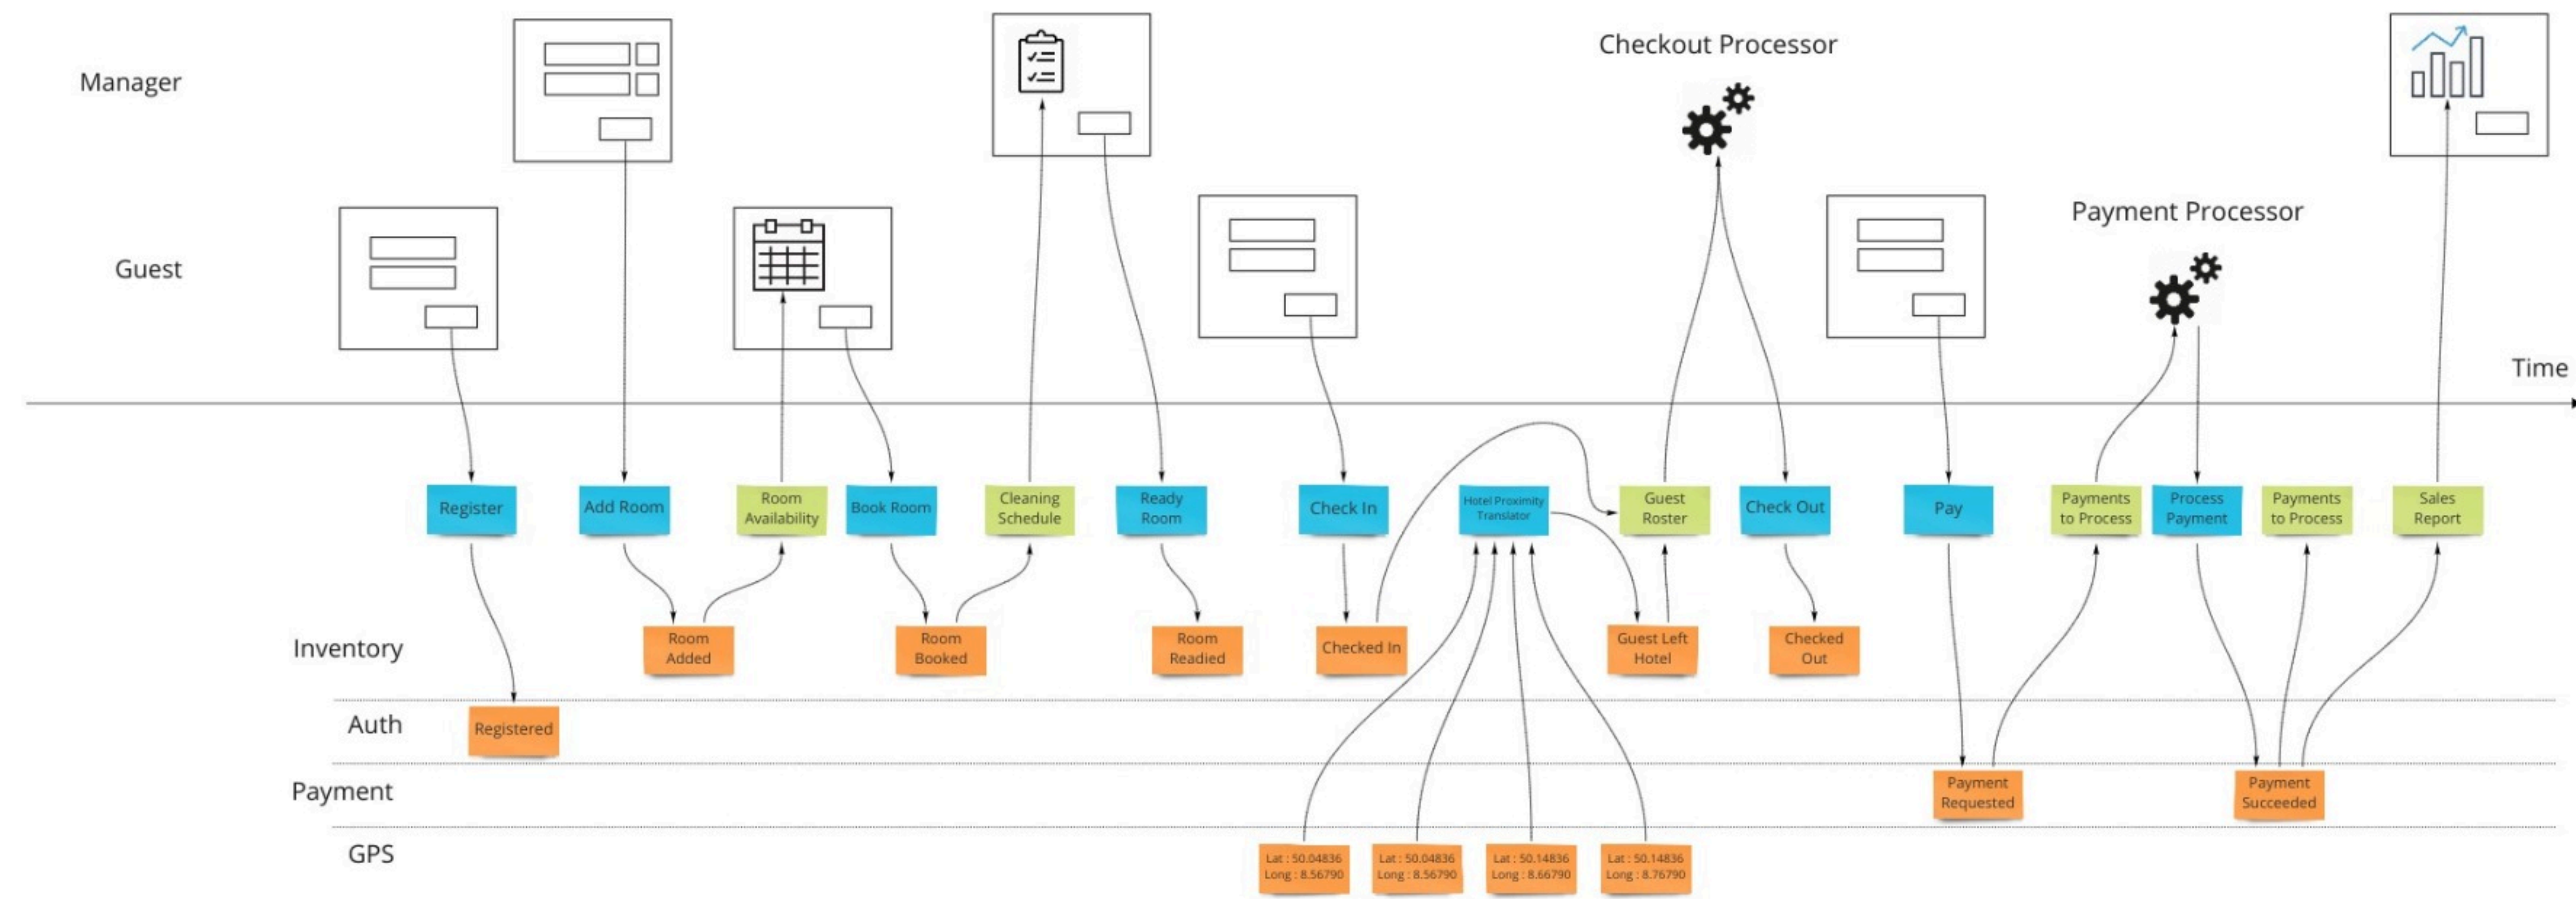 Checkout Processor
Manager
Payment Processor
Guest
Time
Register
Add Room
Room
Availability
Book Room
Cleaning
Schedule
Ready
Room
Check In
Hotel Proximity
Translator
Guest
Roster
Check Out
Pay
Payments
to Process
Process
Payment
Payments
to Process
Sales
Report
Inventory
Room
Added
Room
Booked
Room
Readied
Checked In
Guest Left
Hotel
Checked
Out
Auth
Registered
Payment
Payment
Requested
Payment
Succeeded
GPS
Lat : 50.04836
Long : 8.56790
Lat : 50.04836
Long : 8.56790
Lat : 50.14836
Long : 8.66790
Lat : 50.14836
Long : 8.76790